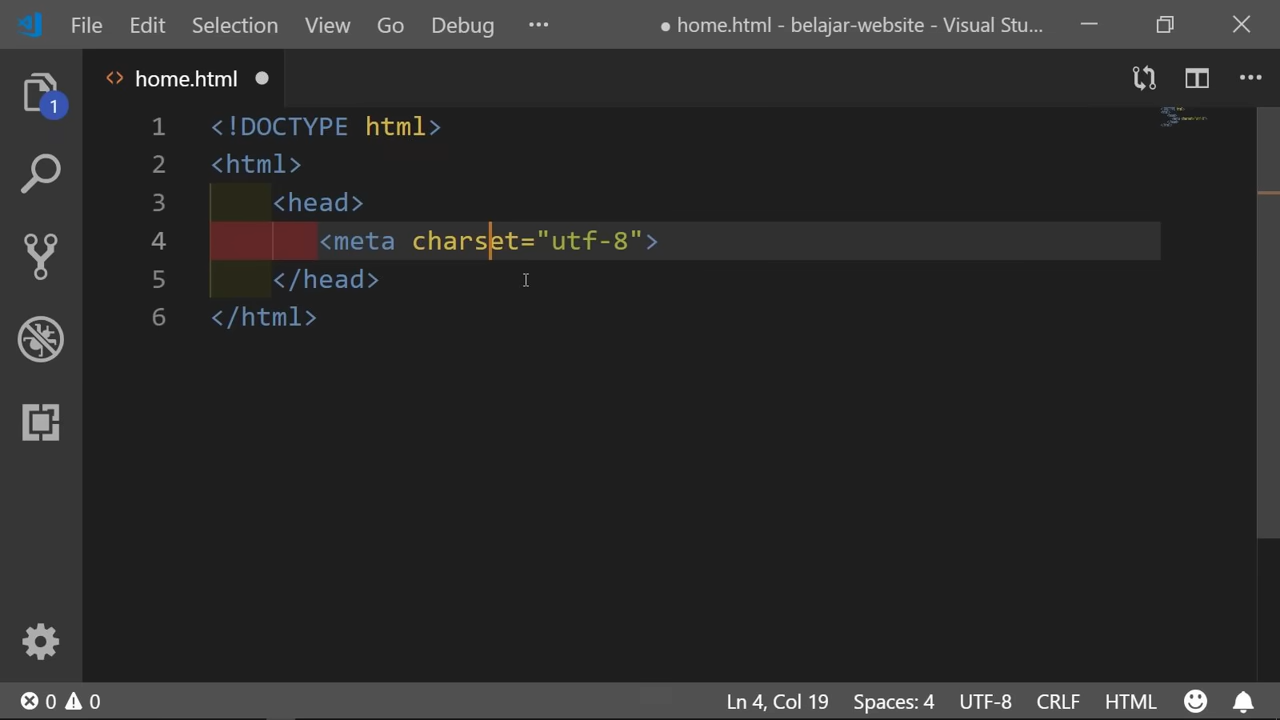 File Edit Selection View Go Debug ··· ● home.html - belajar-website - Visual Stu...
<> home.html ●
1
1 <!DOCTYPE html>
2 <html>
3     <head>
4        <meta charset="utf-8">
5     </head>
6 </html>
0 0 Ln 4, Col 19 Spaces: 4 UTF-8 CRLF HTML